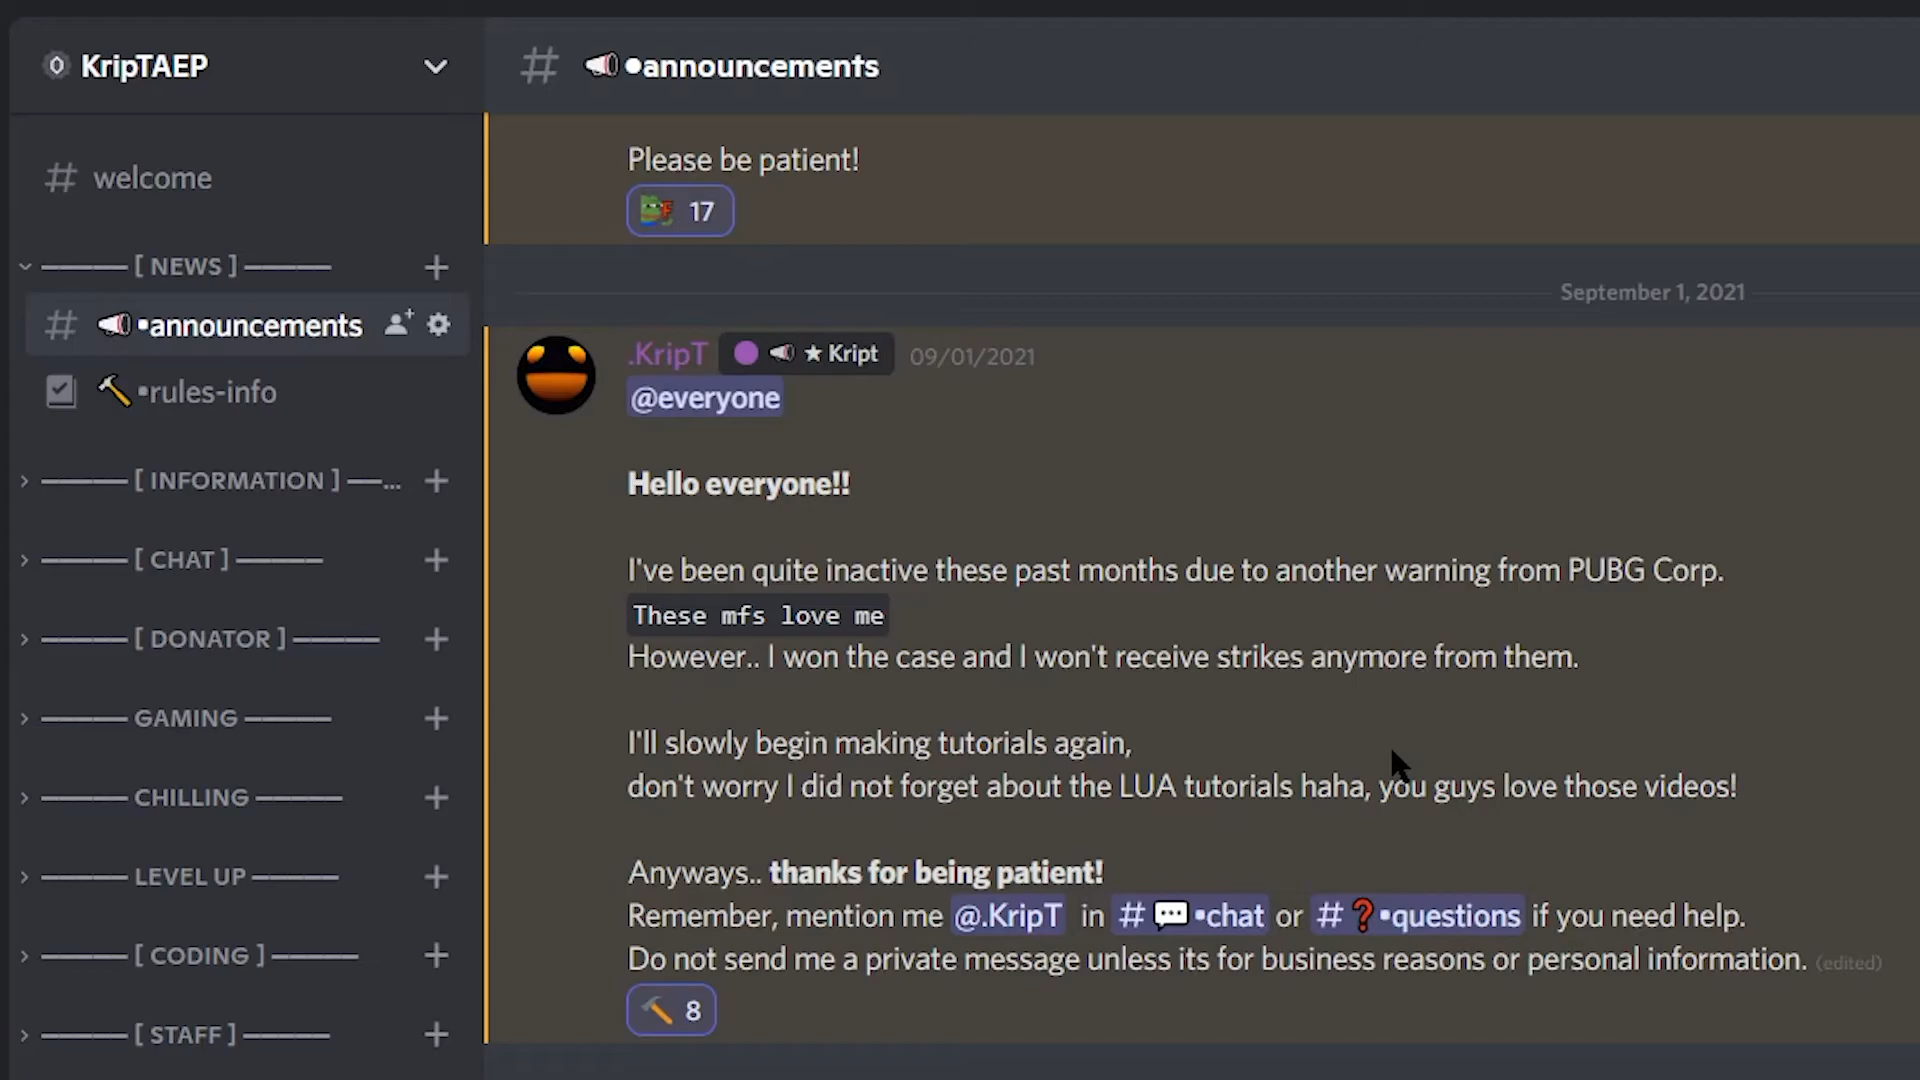 KripTAEP
welcome
[ NEWS ]
•announcements
•rules-info
[ INFORMATION ] ...
[ CHAT ]
[ DONATOR ]
GAMING
CHILLING
LEVEL UP
[ CODING ]
[ STAFF ]
•announcements
Please be patient!
17
September 1, 2021
.KripT ★ Kript 09/01/2021
@everyone
Hello everyone!!
I've been quite inactive these past months due to another warning from PUBG Corp.
These mfs love me
However.. I won the case and I won't receive strikes anymore from them.
I'll slowly begin making tutorials again,
don't worry I did not forget about the LUA tutorials haha, you guys love those videos!
Anyways.. thanks for being patient!
Remember, mention me @.KripT in # •chat or # ❓•questions if you need help.
Do not send me a private message unless its for business reasons or personal information. (edited)
8